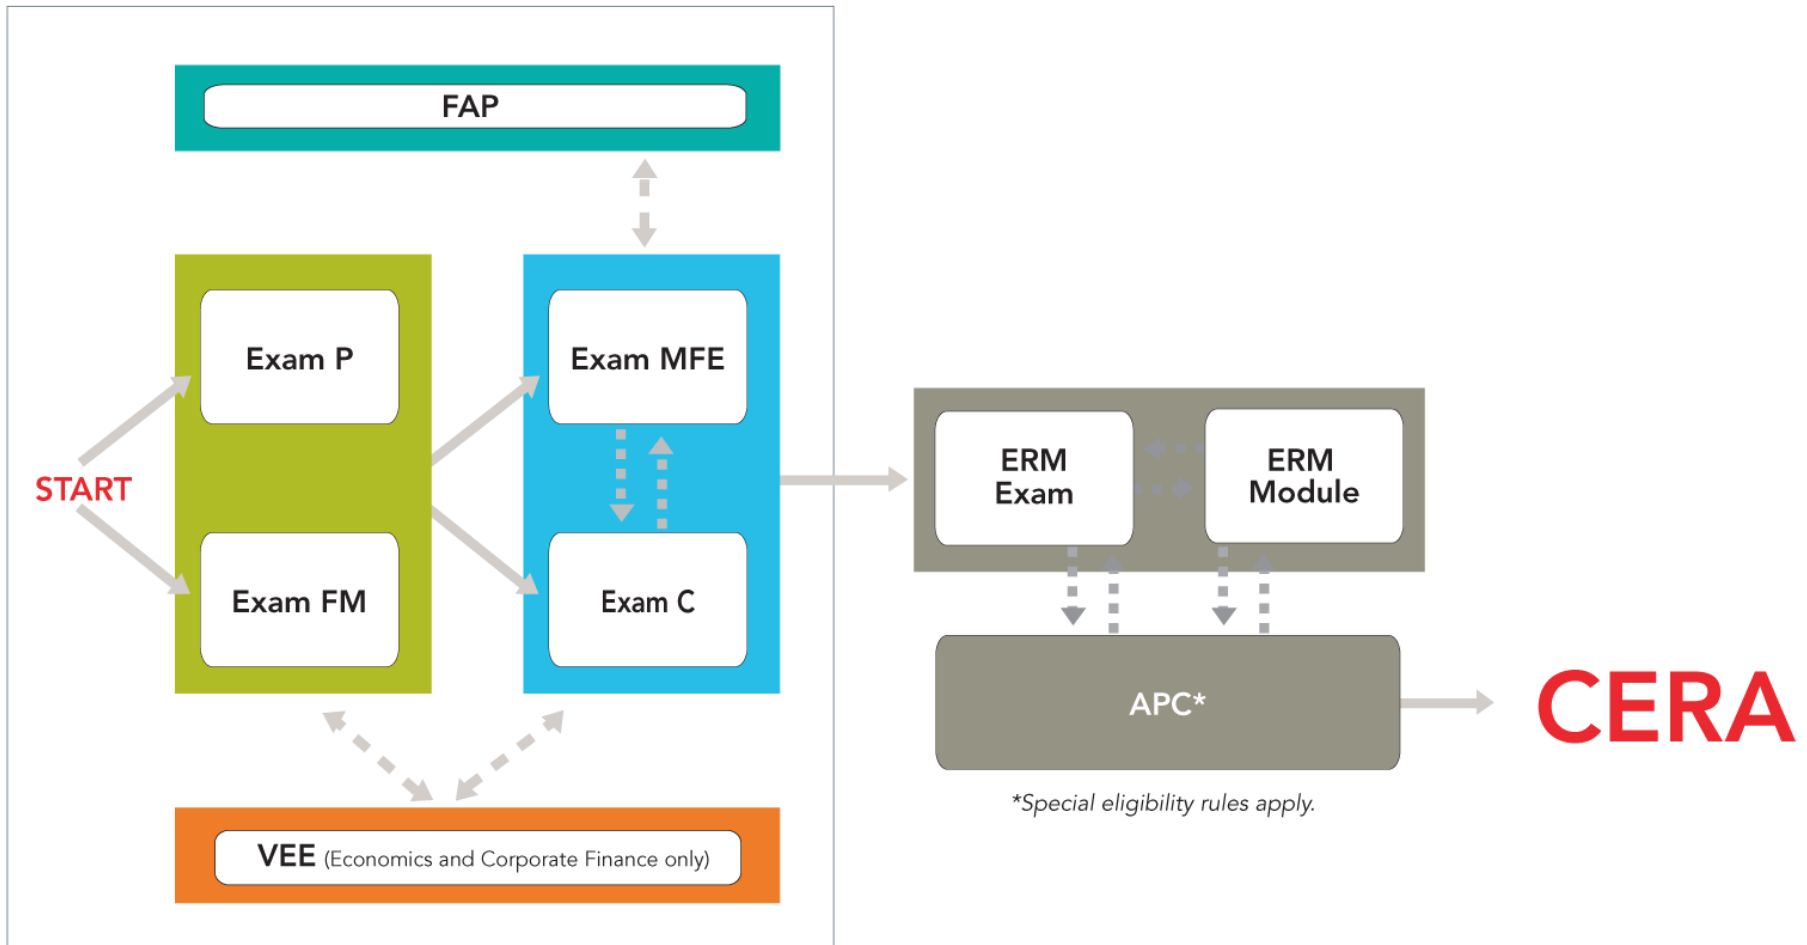 FAP
Exam P
Exam MFE
START
Exam FM
Exam C
ERM
Exam
ERM
Module
APC*
CERA
*Special eligibility rules apply.
VEE (Economics and Corporate Finance only)